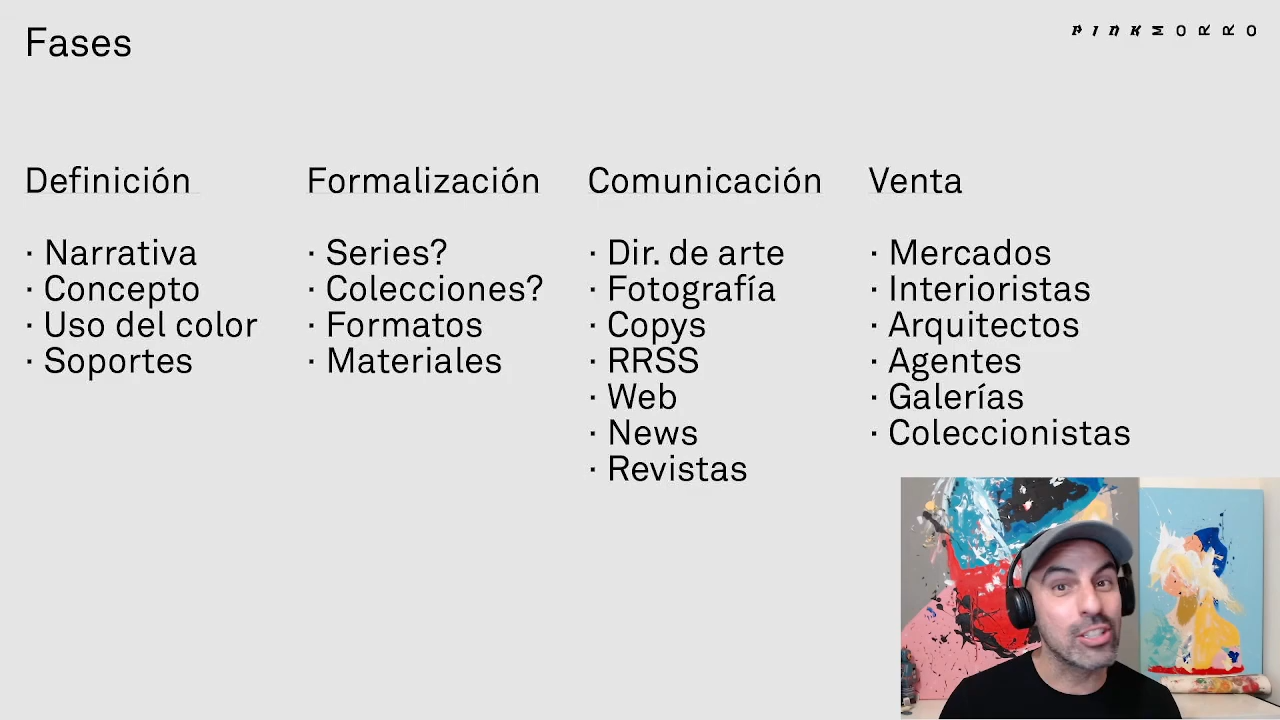 Fases
PINKMORRO
Definición
· Narrativa
· Concepto
· Uso del color
· Soportes
Formalización
· Series?
· Colecciones?
· Formatos
· Materiales
Comunicación
· Dir. de arte
· Fotografía
· Copys
· RRSS
· Web
· News
· Revistas
Venta
· Mercados
· Interioristas
· Arquitectos
· Agentes
· Galerías
· Coleccionistas